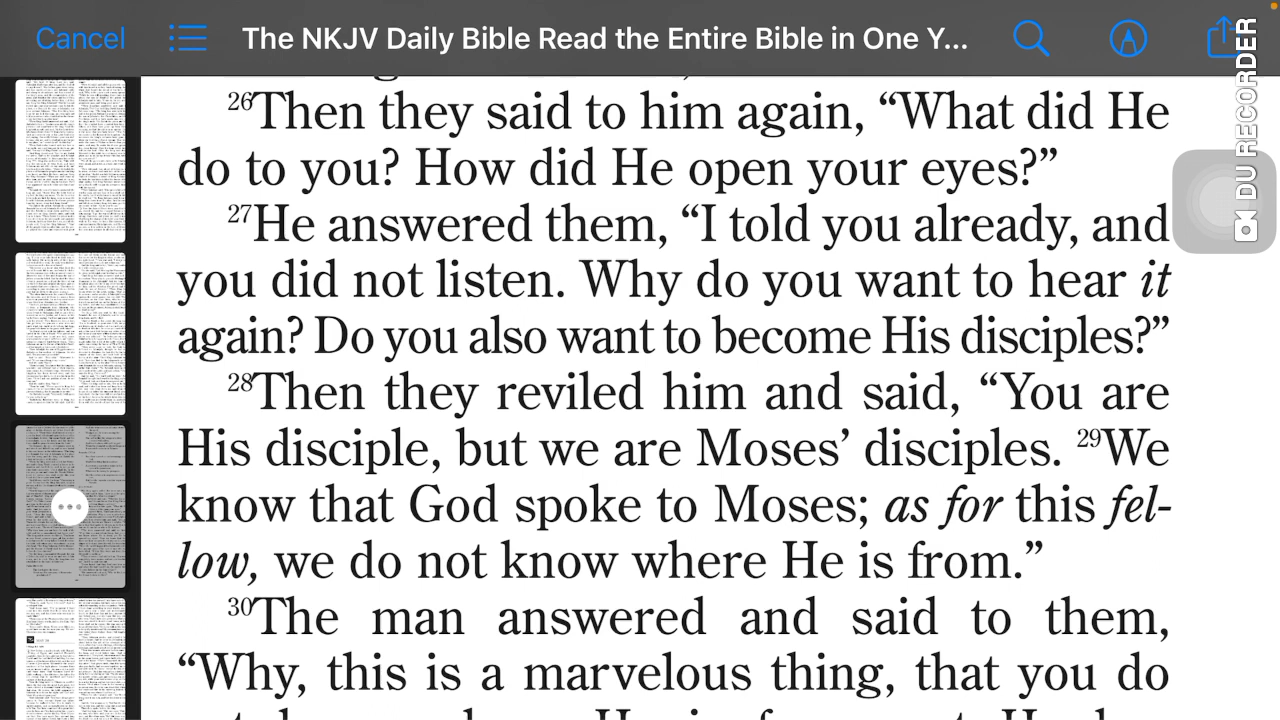 Cancel
The NKJV Daily Bible Read the Entire Bible in One Y...
26Then they said to him again, “What did He
do to you? How did He open your eyes?”
27He answered them, “I told you already, and
you did not listen. Why do you want to hear it
again? Do you also want to become His disciples?”
28Then they reviled him and said, “You are
His disciple, but we are Moses’ disciples. 29We
know that God spoke to Moses; as for this fel-
low, we do not know where He is from.”
30The man answered and said to them,
“Why, this is a marvelous thing, that you do
DU RECORDER